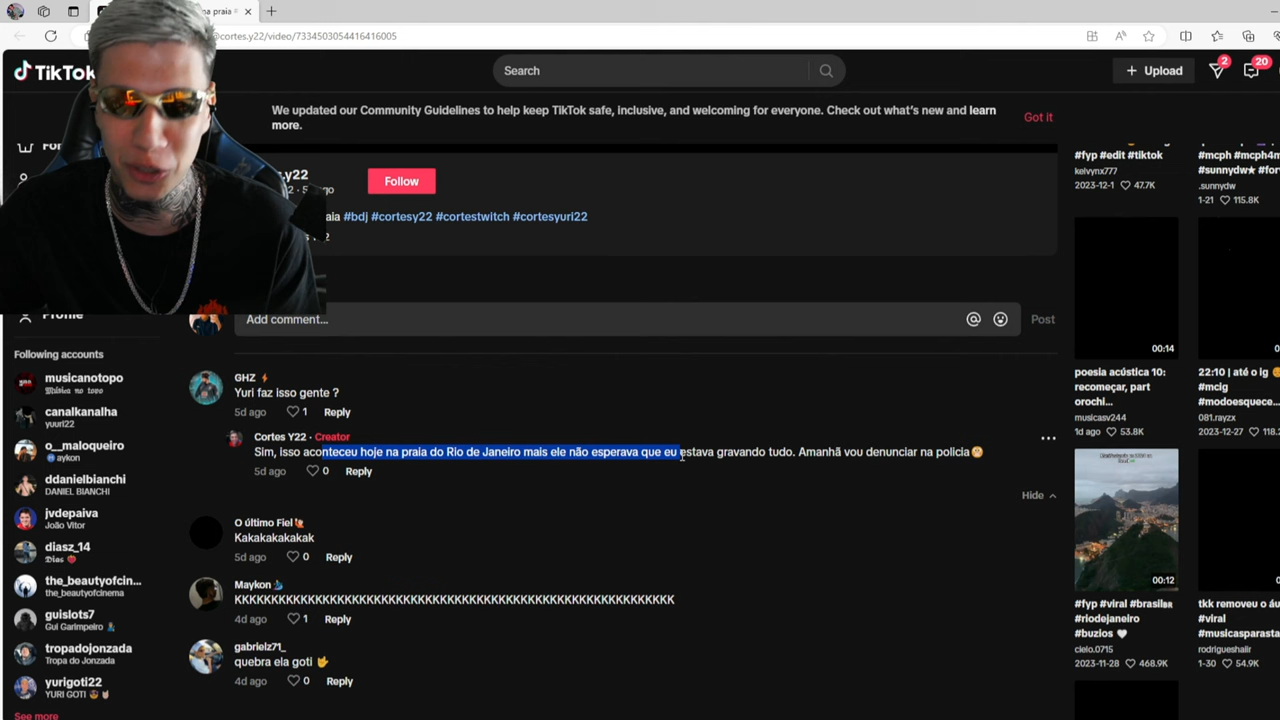 na praia
@cortes.y22/video/7334503054416416005
TikTok
Search
Upload
2
20
We updated our Community Guidelines to help keep TikTok safe, inclusive, and welcoming for everyone. Check out what's new and learn
more.
Got it
.y22
Follow
#bdj #cortesy22 #cortestwitch #cortesyuri22
Profile
Add comment...
Post
Following accounts
musicanotopo
Música no topo
canalkanalha
yuuri22
o__maloqueiro
aykon
ddanielbianchi
DANIEL BIANCHI
jvdepaiva
João Vitor
diasz_14
Dias
the_beautyofcin...
the_beautyofcinema
guislots7
Gui Garimpeiro
tropadojonzada
Tropa do Jonzada
yurigoti22
YURI GOTI
See more
GHZ ⚡
Yuri faz isso gente ?
5d ago 1 Reply
Cortes Y22 · Creator
Sim, isso aconteceu hoje na praia do Rio de Janeiro mais ele não esperava que eu estava gravando tudo. Amanhã vou denunciar na policia
5d ago 0 Reply
Hide
O último Fiel
Kakakakakakak
5d ago 0 Reply
Maykon
KKKKKKKKKKKKKKKKKKKKKKKKKKKKKKKKKKKKKKKKKKKKKKKKKKKKKKKKKKKK
4d ago 1 Reply
gabrielz71_
quebra ela goti
4d ago 0 Reply
#fyp #edit #tiktok
kelvynx777
2023-12-1 47.7K
#mcph #mcph4m
#sunnydw★ #for
.sunnydw
1-21 115.8K
00:14
poesia acústica 10:
recomeçar, part
orochi...
musicasv244
1d ago 53.8K
22:10 | até o ig
#mcig
#modoesquece...
081.rayzx
2023-12-27 118.
00:12
#fyp #viral #brasil
#riodejaneiro
#buzios
cielo.0715
2023-11-28 468.9K
tkk removeu o áu
#viral
#musicasparasta
rodrigueshair
1-30 54.9K